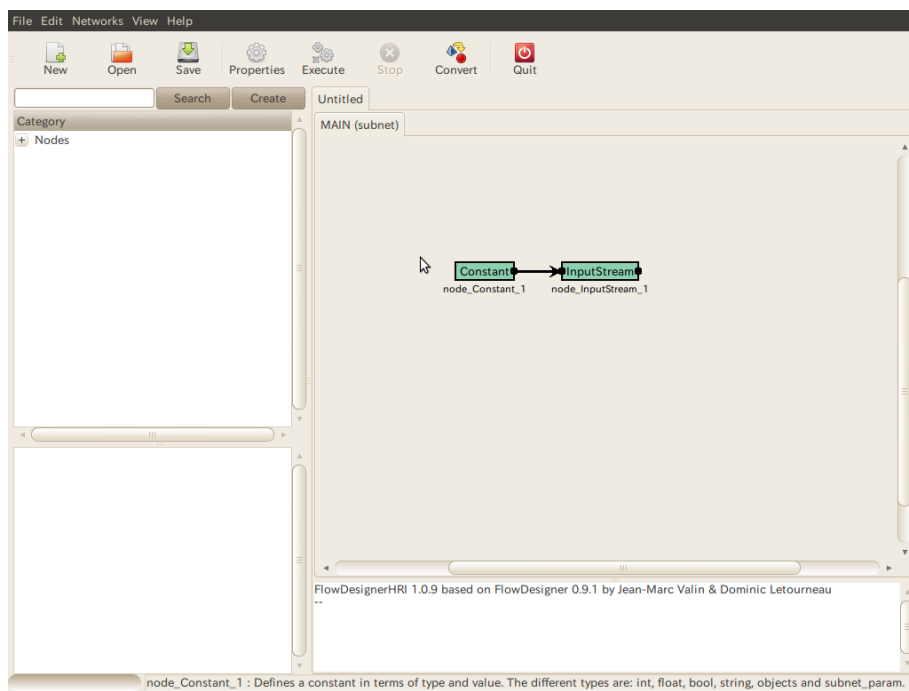 File Edit Networks View Help
New Open Save Properties Execute Stop Convert Quit
Search Create Untitled
Category MAIN (subnet)
+ Nodes
Constant InputStream
node_Constant_1 node_InputStream_1
FlowDesignerHRI 1.0.9 based on FlowDesigner 0.9.1 by Jean-Marc Valin & Dominic Letourneau
--
node_Constant_1 : Defines a constant in terms of type and value. The different types are: int, float, bool, string, objects and subnet_param.